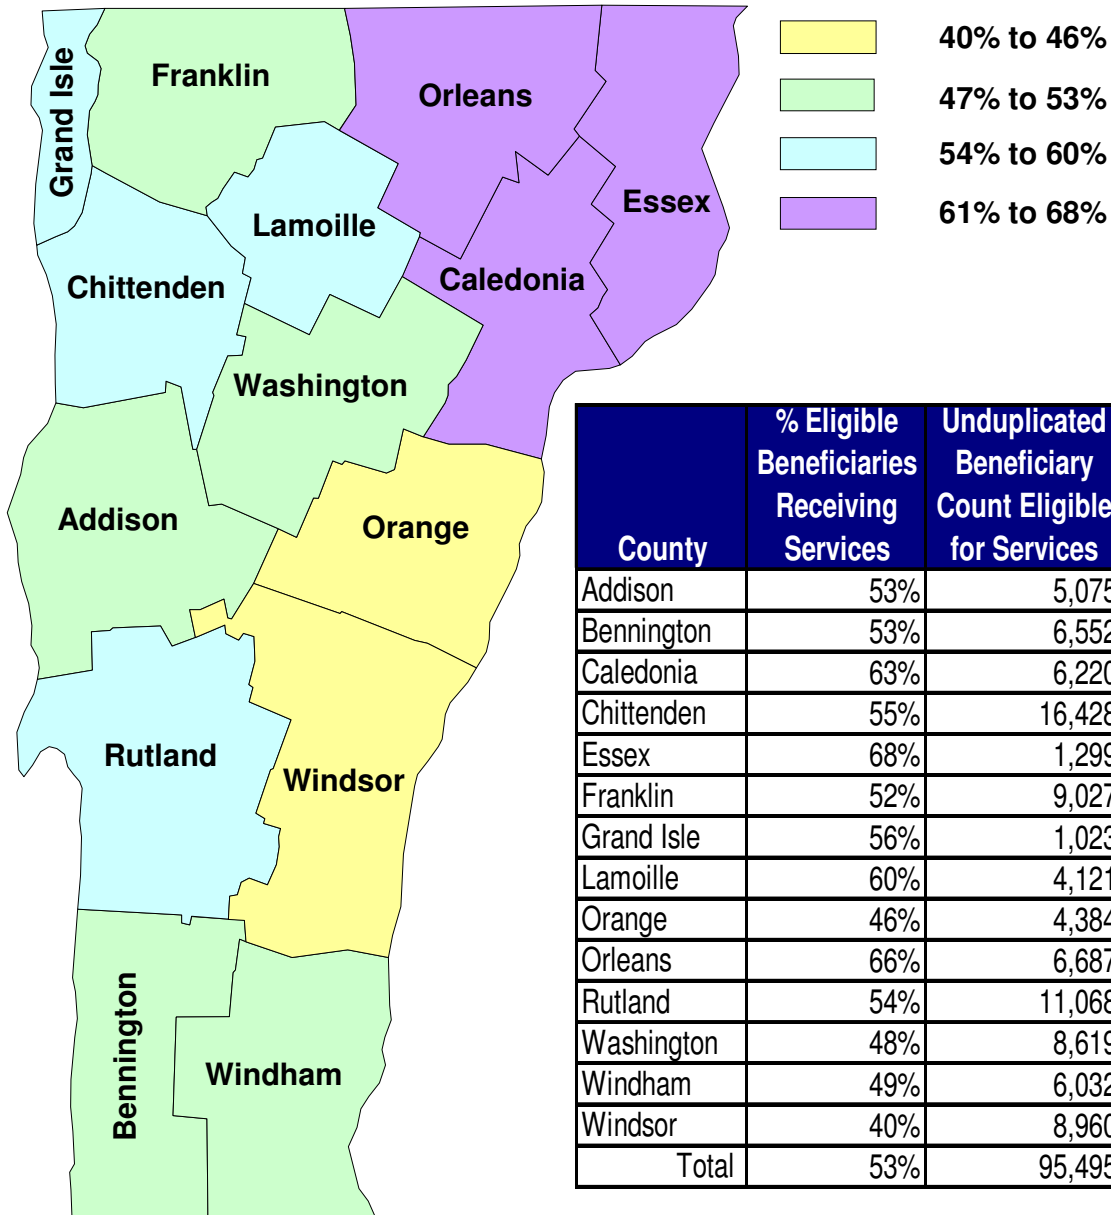 40% to 46%
47% to 53%
54% to 60%
61% to 68%
Grand Isle
Franklin
Orleans
Essex
Lamoille
Chittenden
Caledonia
Washington
Addison
Orange
Rutland
Windsor
Bennington
Windham
County % Eligible Beneficiaries Receiving Services Unduplicated Beneficiary Count Eligible for Services
Addison 53% 5,075
Bennington 53% 6,552
Caledonia 63% 6,220
Chittenden 55% 16,428
Essex 68% 1,299
Franklin 52% 9,027
Grand Isle 56% 1,023
Lamoille 60% 4,121
Orange 46% 4,384
Orleans 66% 6,687
Rutland 54% 11,068
Washington 48% 8,619
Windham 49% 6,032
Windsor 40% 8,960
Total 53% 95,495